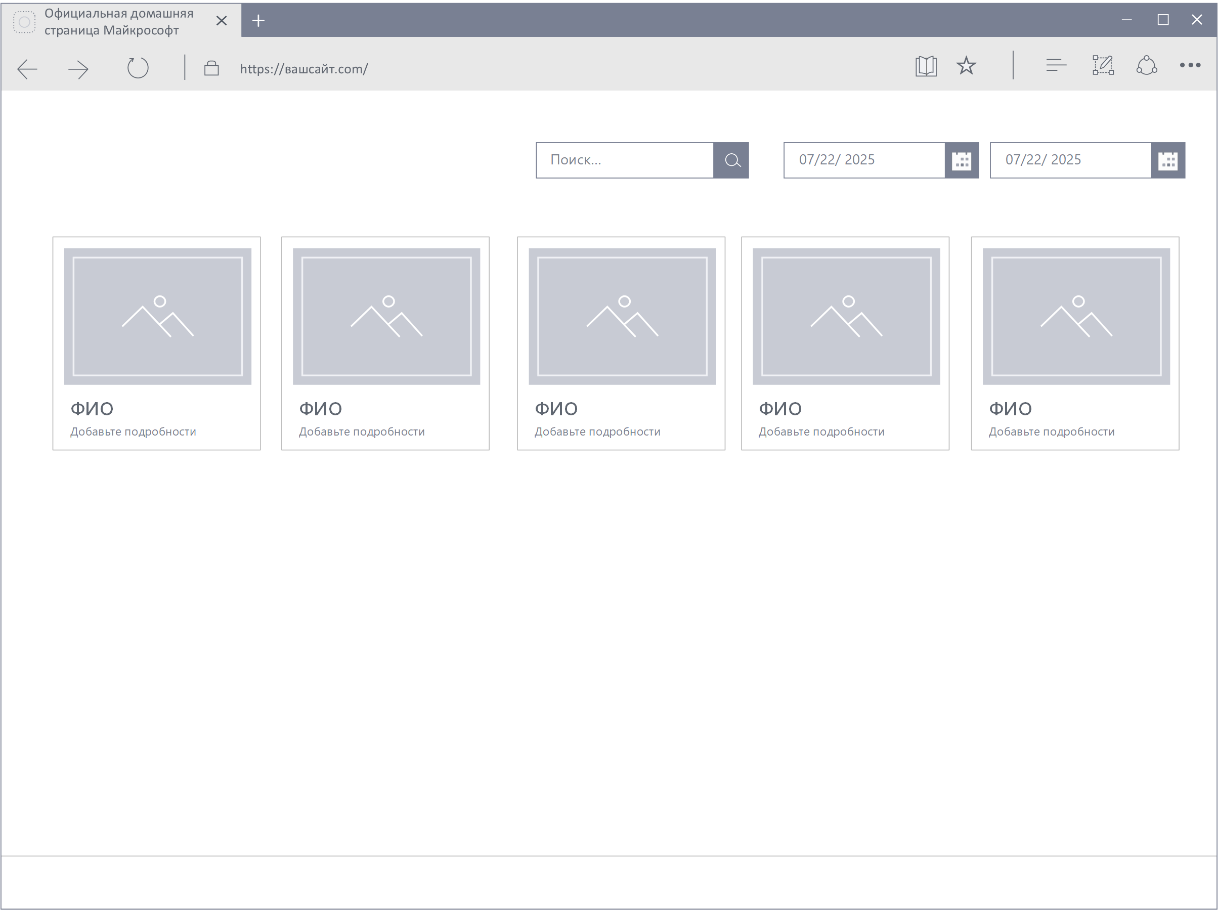 Официальная домашняя
страница Майкрософт
https://вашсайт.com/
Поиск...
07/22/ 2025
07/22/ 2025
ФИО
Добавьте подробности
ФИО
Добавьте подробности
ФИО
Добавьте подробности
ФИО
Добавьте подробности
ФИО
Добавьте подробности